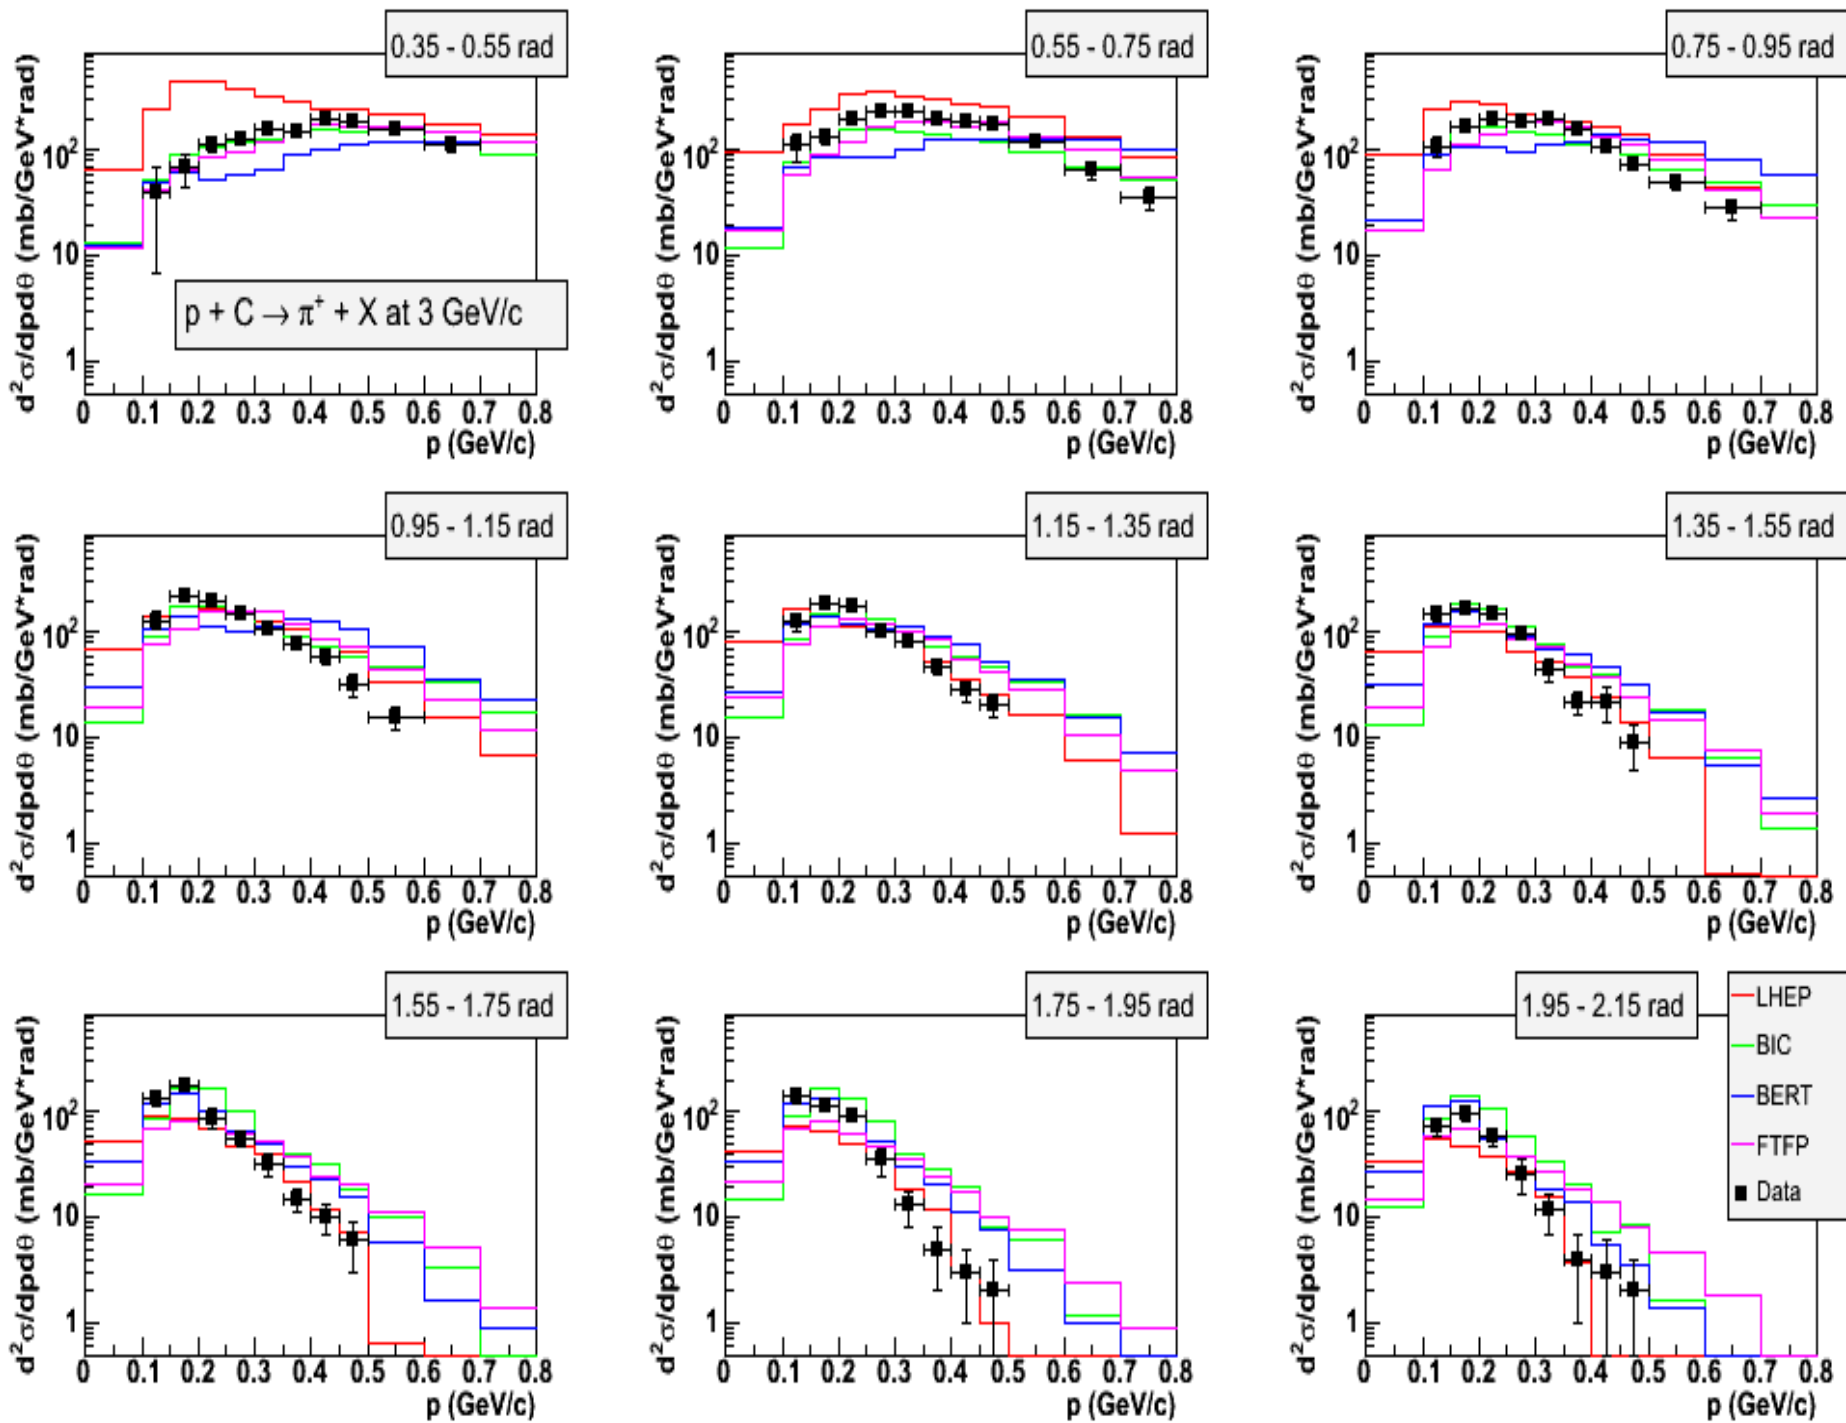 0.35 - 0.55 rad
d²σ/dpdθ (mb/GeV*rad)
10²
10
1
p + C → π⁺ + X at 3 GeV/c
0 0.1 0.2 0.3 0.4 0.5 0.6 0.7 0.8
p (GeV/c)
0.55 - 0.75 rad
d²σ/dpdθ (mb/GeV*rad)
10²
10
1
0 0.1 0.2 0.3 0.4 0.5 0.6 0.7 0.8
p (GeV/c)
0.75 - 0.95 rad
d²σ/dpdθ (mb/GeV*rad)
10²
10
1
0 0.1 0.2 0.3 0.4 0.5 0.6 0.7 0.8
p (GeV/c)
0.95 - 1.15 rad
d²σ/dpdθ (mb/GeV*rad)
10²
10
1
0 0.1 0.2 0.3 0.4 0.5 0.6 0.7 0.8
p (GeV/c)
1.15 - 1.35 rad
d²σ/dpdθ (mb/GeV*rad)
10²
10
1
0 0.1 0.2 0.3 0.4 0.5 0.6 0.7 0.8
p (GeV/c)
1.35 - 1.55 rad
d²σ/dpdθ (mb/GeV*rad)
10²
10
1
0 0.1 0.2 0.3 0.4 0.5 0.6 0.7 0.8
p (GeV/c)
1.55 - 1.75 rad
d²σ/dpdθ (mb/GeV*rad)
10²
10
1
0 0.1 0.2 0.3 0.4 0.5 0.6 0.7 0.8
p (GeV/c)
1.75 - 1.95 rad
d²σ/dpdθ (mb/GeV*rad)
10²
10
1
0 0.1 0.2 0.3 0.4 0.5 0.6 0.7 0.8
p (GeV/c)
1.95 - 2.15 rad
d²σ/dpdθ (mb/GeV*rad)
10²
10
1
0 0.1 0.2 0.3 0.4 0.5 0.6 0.7 0.8
p (GeV/c)
LHEP
BIC
BERT
FTFP
Data